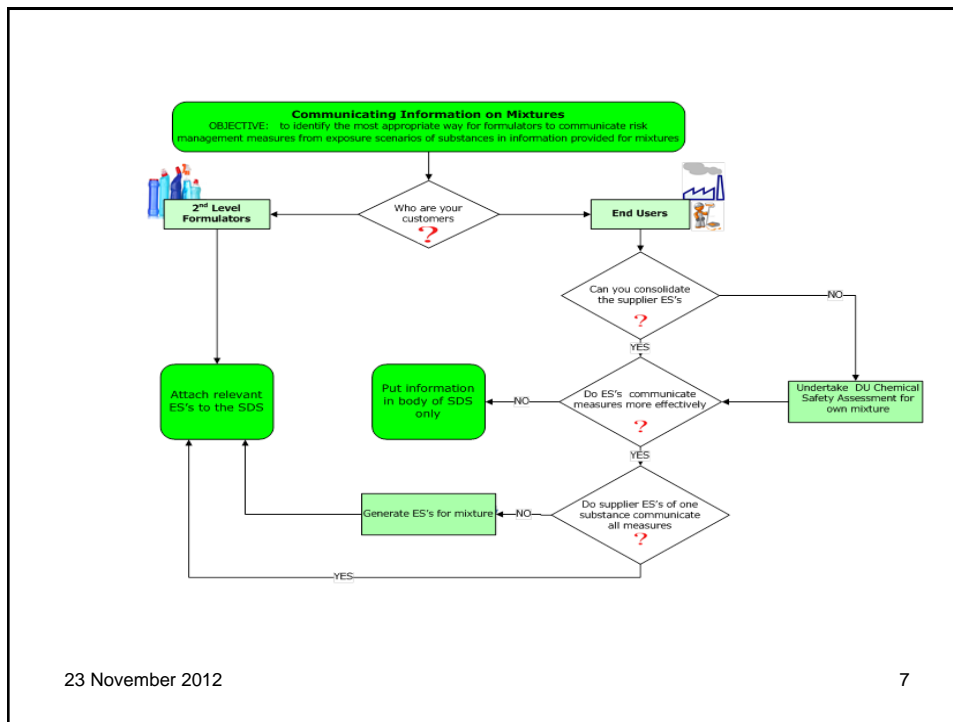 Communicating Information on Mixtures
OBJECTIVE: to identify the most appropriate way for formulators to communicate risk
management measures from exposure scenarios of substances in information provided for mixtures
2nd Level
Formulators
Who are your
customers
?
End Users
Can you consolidate
the supplier ES's
?
NO
YES
Attach relevant
ES's to the SDS
Put information
in body of SDS
only
NO
Do ES's communicate
measures more effectively
?
Undertake DU Chemical
Safety Assessment for
own mixture
YES
Generate ES's for mixture
NO
Do supplier ES's of one
substance communicate
all measures
?
YES
23 November 2012
7